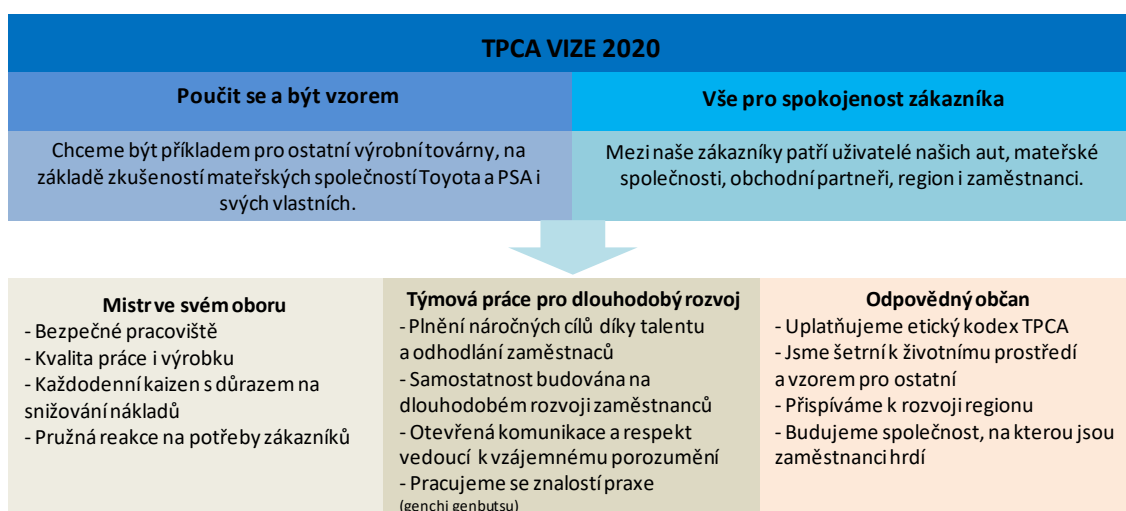 TPCA VIZE 2020
Poučit se a být vzorem
Vše pro spokojenost zákazníka
Chceme být příkladem pro ostatní výrobní továrny, na
základě zkušeností mateřských společností Toyota a PSA i
svých vlastních.
Mezi naše zákazníky patří uživatelé našich aut, mateřské
společnosti, obchodní partneři, region i zaměstnanci.
Mistr ve svém oboru
- Bezpečné pracoviště
- Kvalita práce i výrobku
- Každodenní kaizen s důrazem na
snižování nákladů
- Pružná reakce na potřeby zákazníků
Týmová práce pro dlouhodobý rozvoj
- Plnění náročných cílů díky talentu
a odhodlání zaměstnaců
- Samostatnost budována na
dlouhodobém rozvoji zaměstnanců
- Otevřená komunikace a respekt
vedoucí k vzájemnému porozumění
- Pracujeme se znalostí praxe
(genchi genbutsu)
Odpovědný občan
- Uplatňujeme etický kodex TPCA
- Jsme šetrní k životnímu prostředí
a vzorem pro ostatní
- Přispíváme k rozvoji regionu
- Budujeme společnost, na kterou jsou
zaměstnanci hrdí